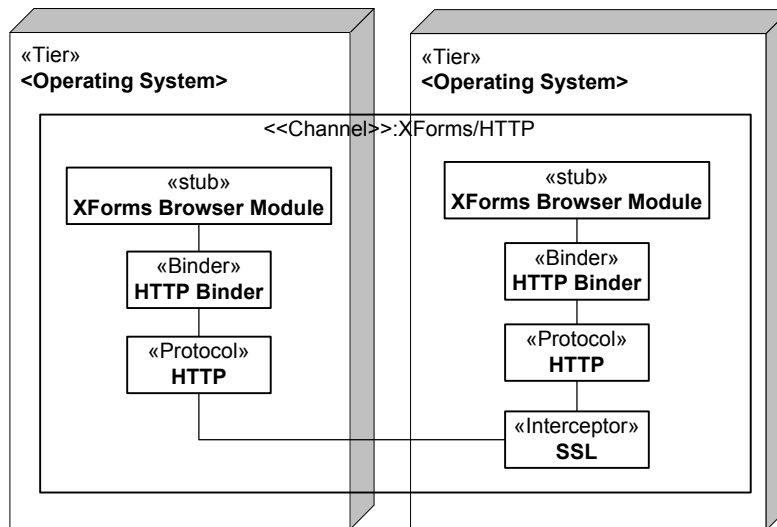 «Tier»
<Operating System>
«Tier»
<Operating System>
<<Channel>>:XForms/HTTP
«stub»
XForms Browser Module
«Binder»
HTTP Binder
«Protocol»
HTTP
«stub»
XForms Browser Module
«Binder»
HTTP Binder
«Protocol»
HTTP
«Interceptor»
SSL